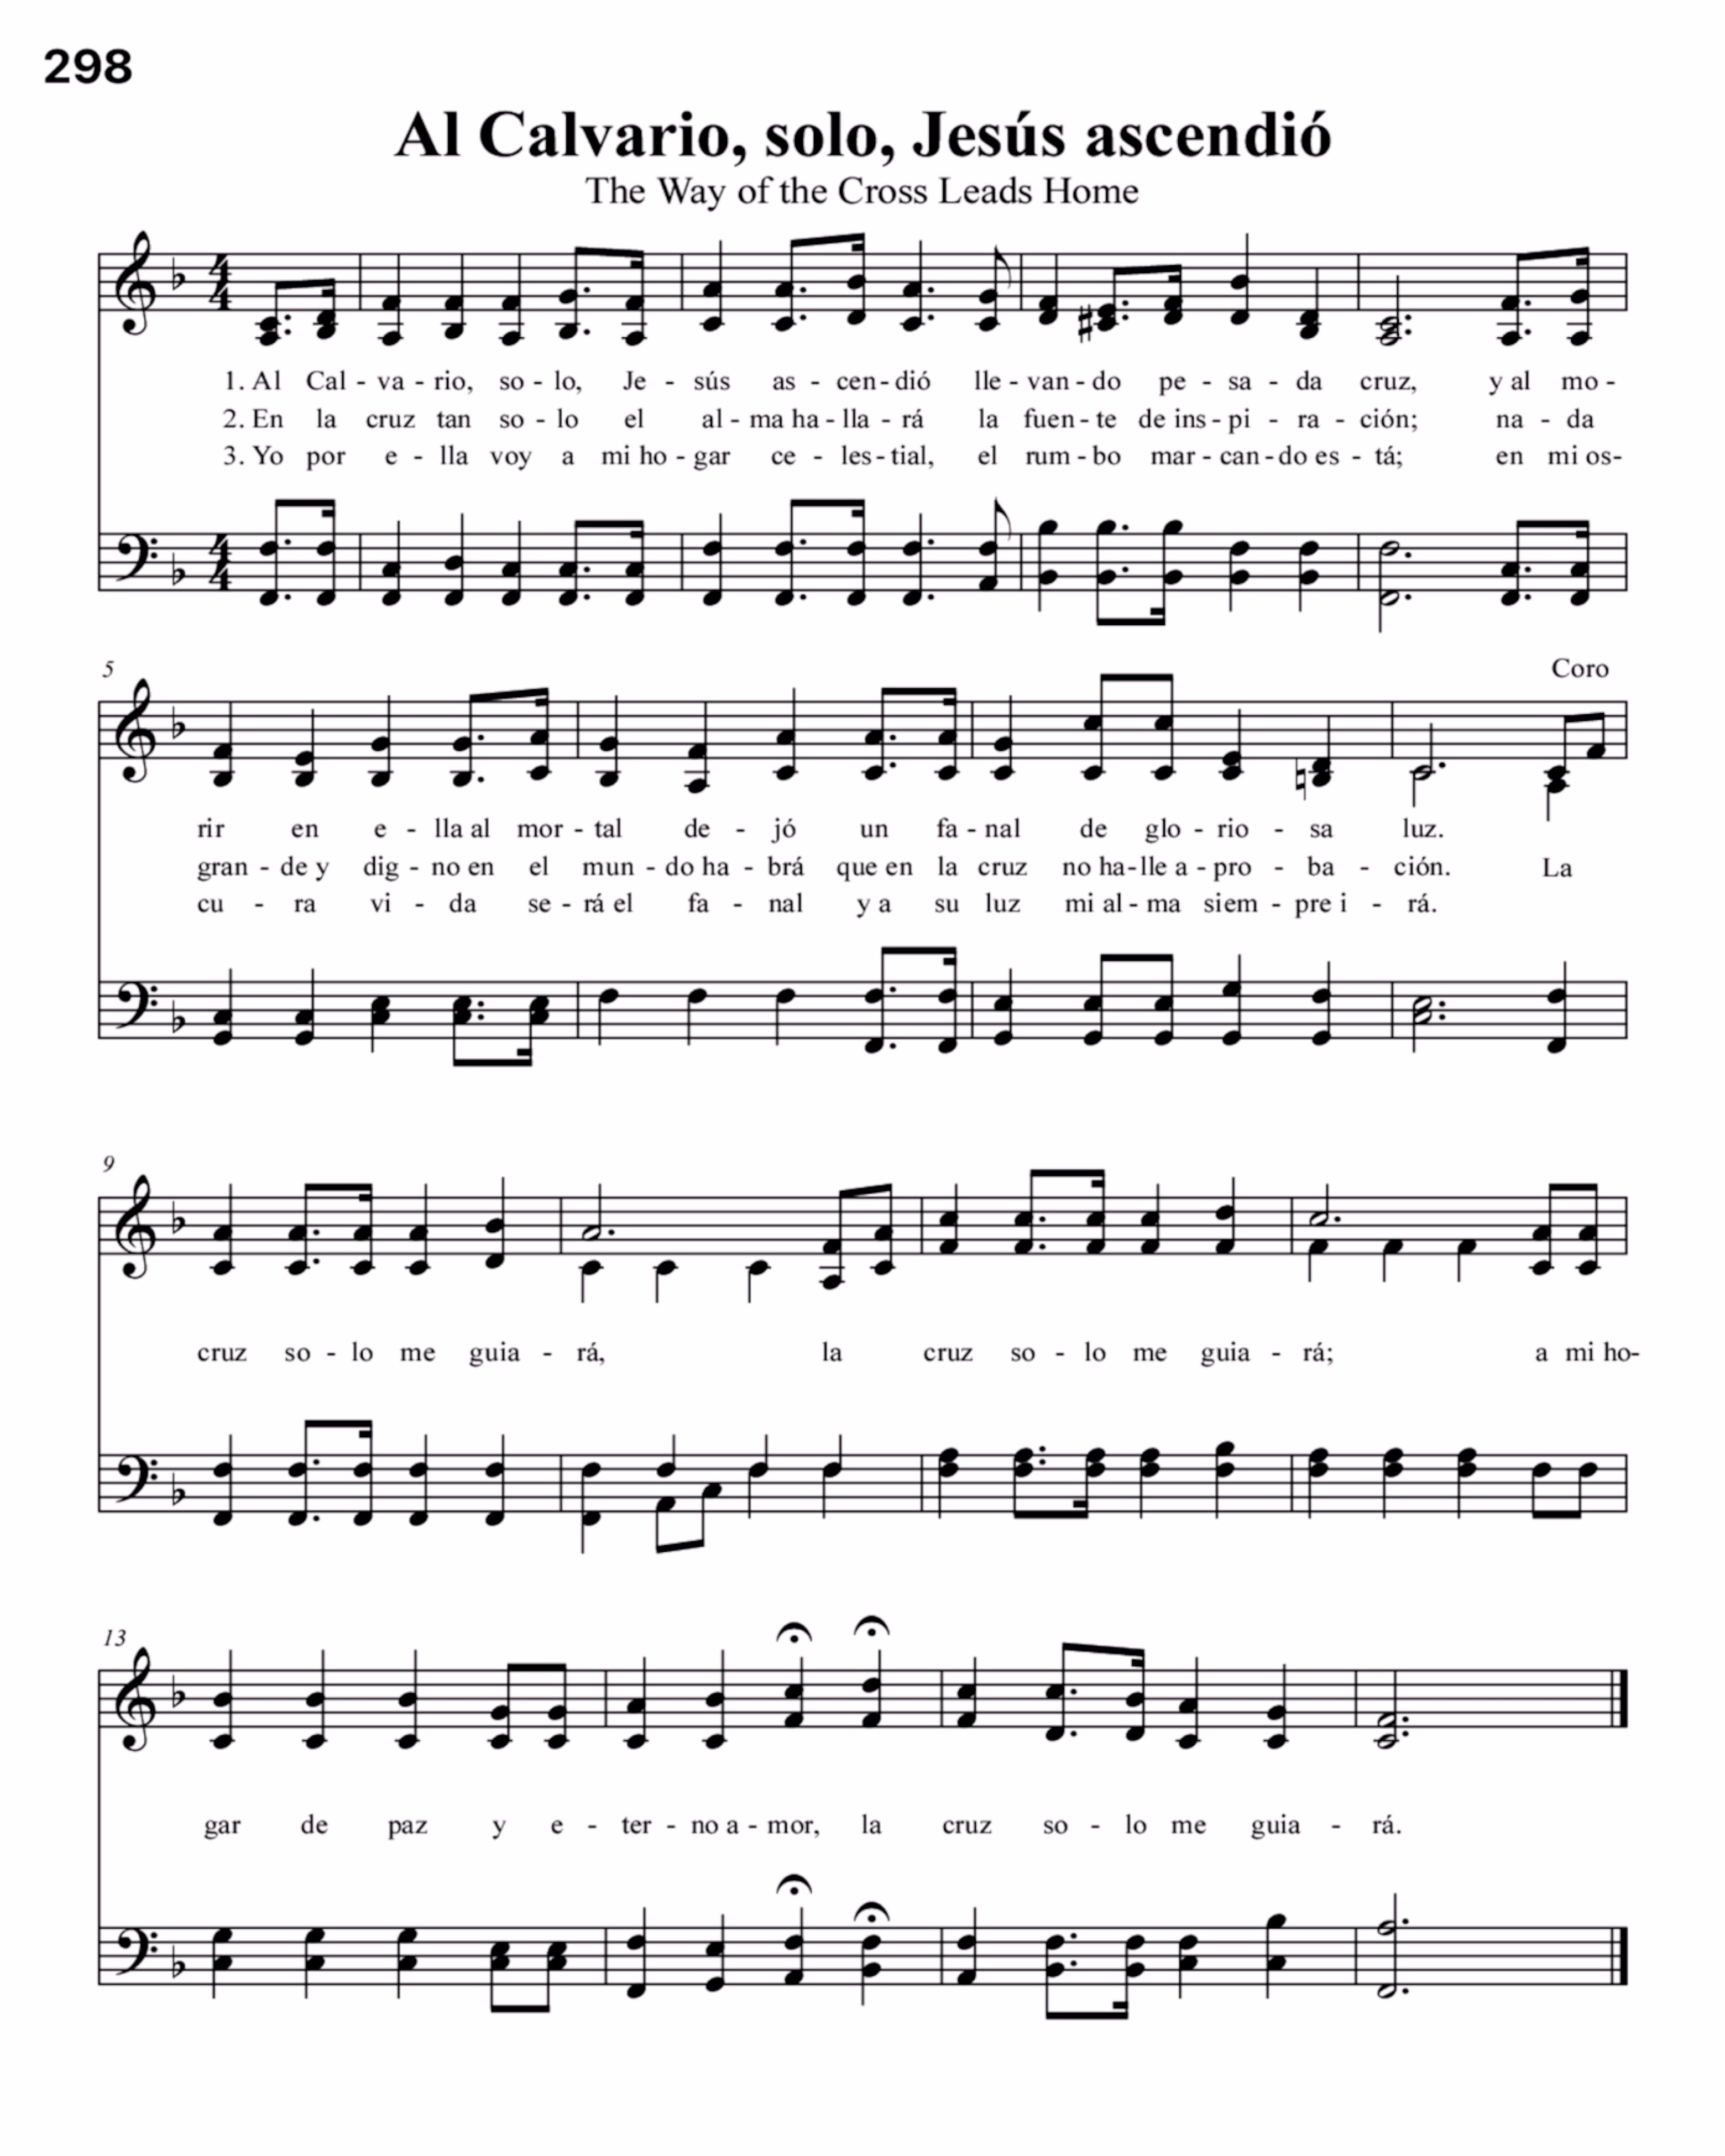 298
Al Calvario, solo, Jesús ascendió
The Way of the Cross Leads Home
1. Al Cal - va - rio, so - lo, Je - sús as - cen - dió lle - van - do pe - sa - da cruz, y al mo -
2. En la cruz tan so - lo el al - ma ha - lla - rá la fuen - te de ins - pi - ra - ción; na - da
3. Yo por e - lla voy a mi ho - gar ce - les - tial, el rum - bo mar - can - do es - tá; en mi os-
5
Coro
rir en e - lla al mor - tal de - jó un fa - nal de glo - rio - sa luz.
gran - de y dig - no en el mun - do ha - brá que en la cruz no ha - lle a - pro - ba - ción. La
cu - ra vi - da se - rá el fa - nal y a su luz mi al - ma siem - pre i - rá.
9
cruz so - lo me guia - rá, la cruz so - lo me guia - rá; a mi ho-
13
gar de paz y e - ter - no a - mor, la cruz so - lo me guia - rá.